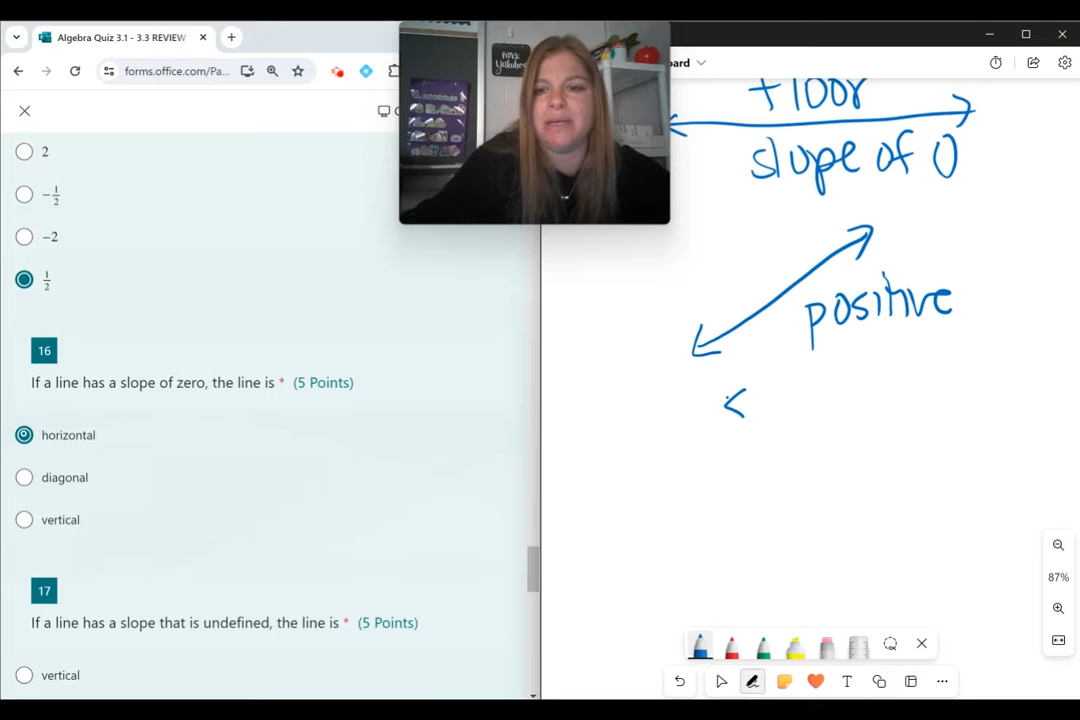 Algebra Quiz 3.1 - 3.3 REVIEW
forms.office.com/Pa...
2
-1/2
-2
1/2
16
If a line has a slope of zero, the line is * (5 Points)
horizontal
diagonal
vertical
17
If a line has a slope that is undefined, the line is * (5 Points)
vertical
Mrs.
floor
slope of 0
positive
87%